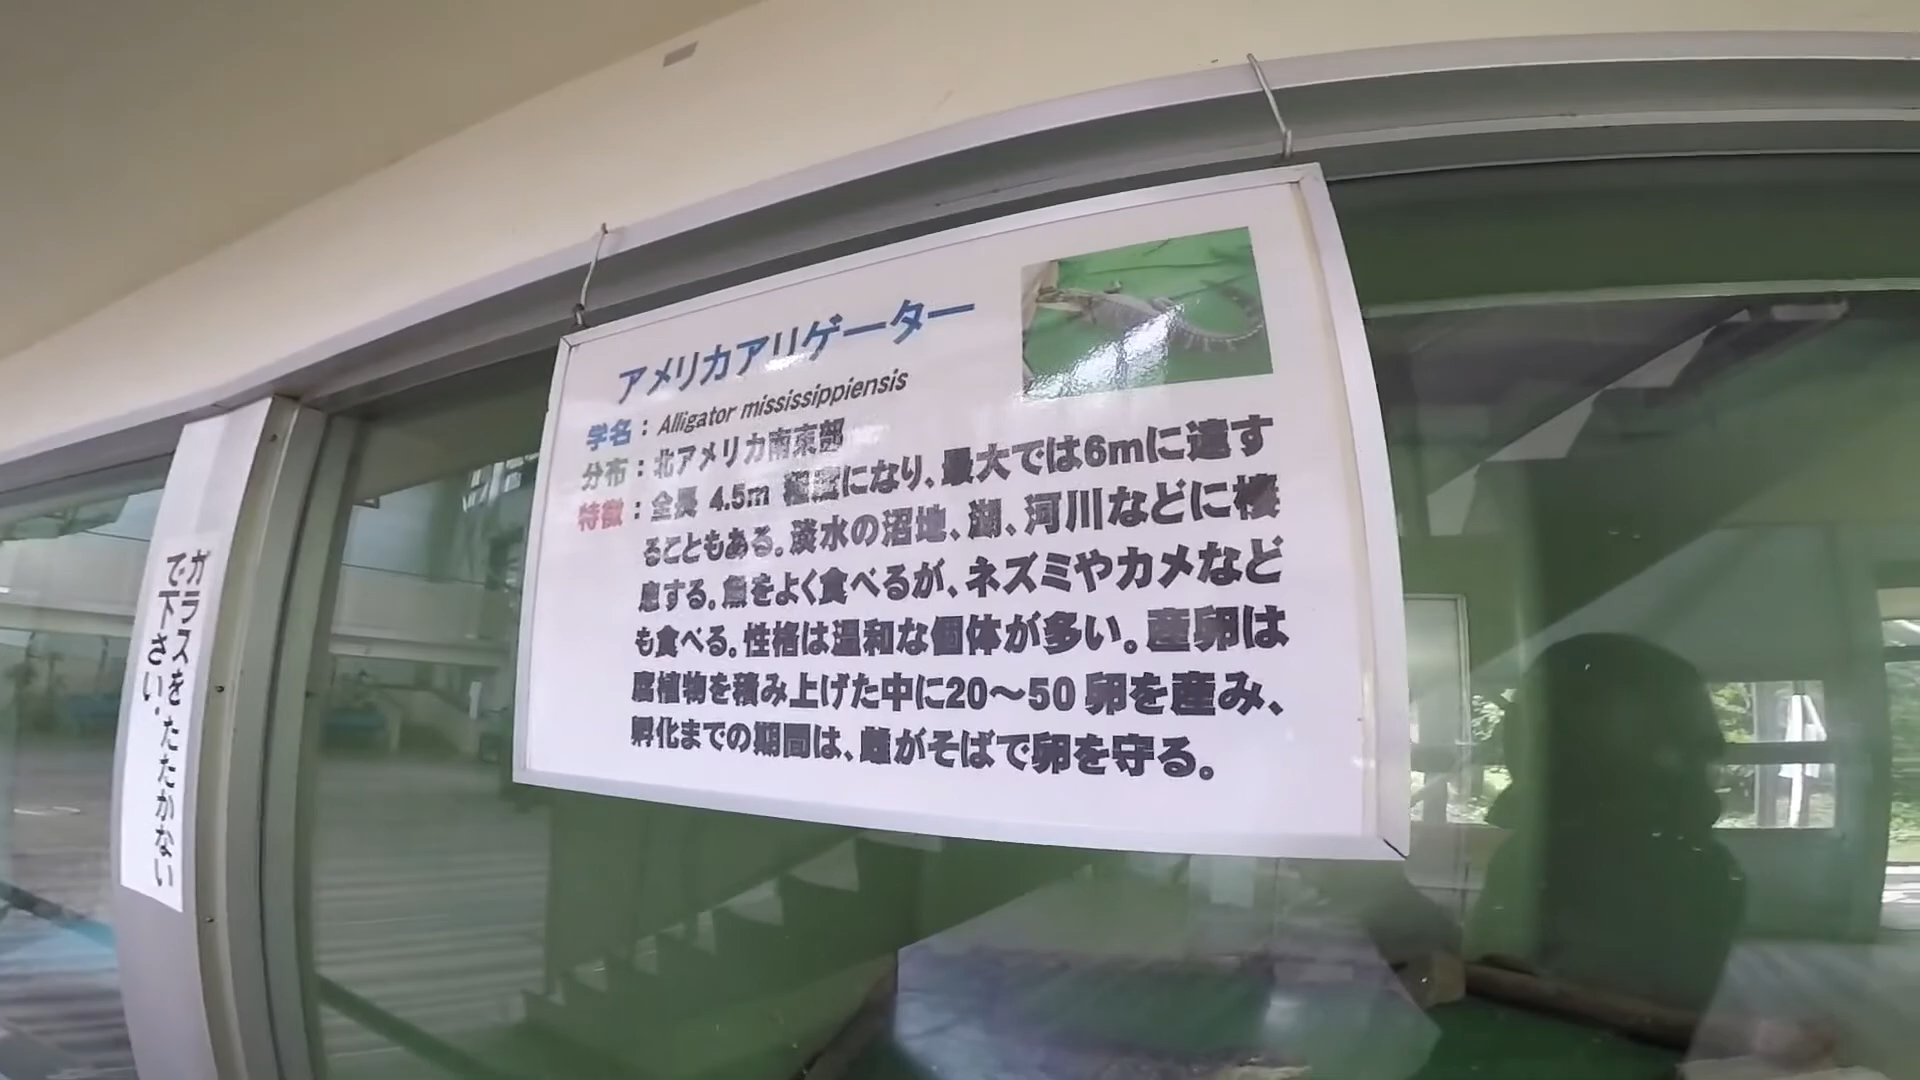 アメリカアリゲーター
学名：Alligator mississippiensis
分布：北アメリカ南東部
特徴：全長 4.5m 程度になり、最大では6mに達す
ることもある。淡水の沼地、湖、河川などに棲
息する。魚をよく食べるが、ネズミやカメなど
も食べる。性格は温和な個体が多い。産卵は
腐植物を積み上げた中に20～50 卵を産み、
孵化までの期間は、雌がそばで卵を守る。
ガラスをたたかない
で下さい.